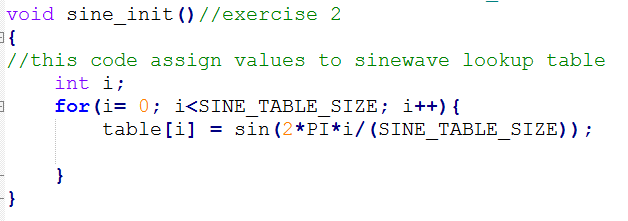 void sine_init()//exercise 2
{
//this code assign values to sinewave lookup table
int i;
for(i= 0; i<SINE_TABLE_SIZE; i++){
table[i] = sin(2*PI*i/(SINE_TABLE_SIZE));
}
}